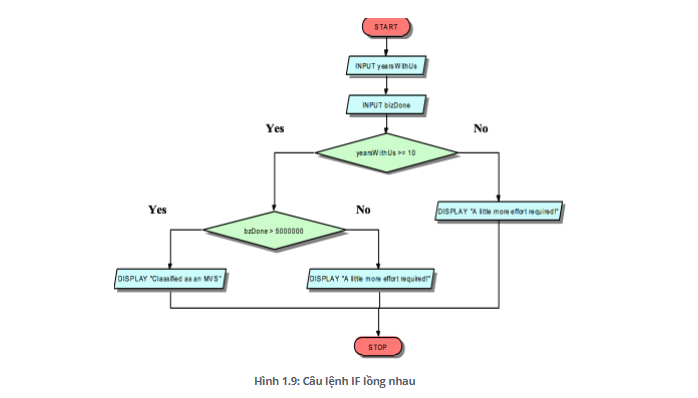 START
INPUT yearsWithUs
INPUT bizDone
Yes
No
yearsWithUs >= 10
DISPLAY "A little more effort required!"
Yes
No
bzDone > 5000000
DISPLAY "Classified as an MVS"
DISPLAY "A little more effort required!"
STOP
Hình 1.9: Câu lệnh IF lồng nhau